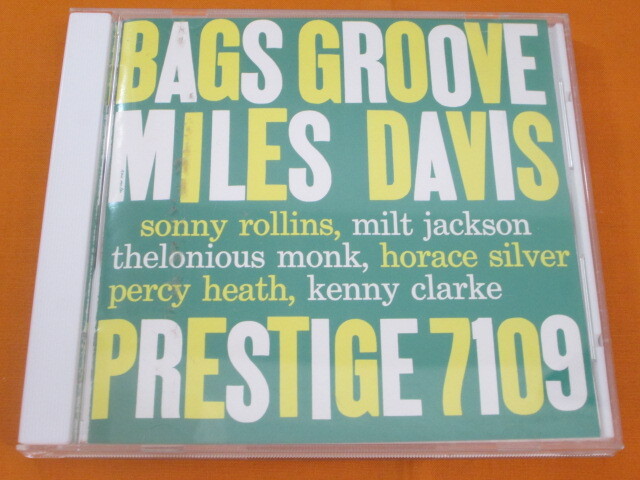 BAGS GROOVE
MILES DAVIS
sonny rollins, milt jackson
thelonious monk, horace silver
percy heath, kenny clarke
PRESTIGE 7109